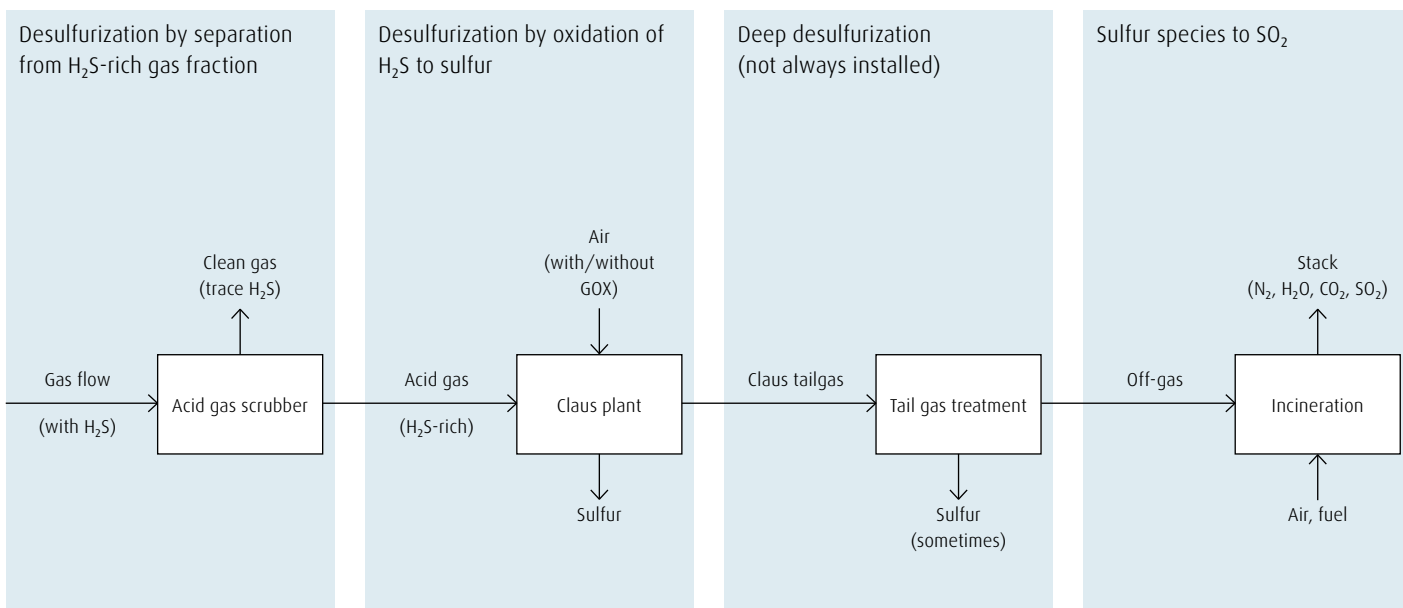 Desulfurization by separation
from H₂S-rich gas fraction
Desulfurization by oxidation of
H₂S to sulfur
Deep desulfurization
(not always installed)
Sulfur species to SO₂
Clean gas
(trace H₂S)
Gas flow
(with H₂S)
Acid gas scrubber
Acid gas
(H₂S-rich)
Air
(with/without
GOX)
Claus plant
Sulfur
Claus tailgas
Tail gas treatment
Sulfur
(sometimes)
Off-gas
Stack
(N₂, H₂O, CO₂, SO₂)
Incineration
Air, fuel